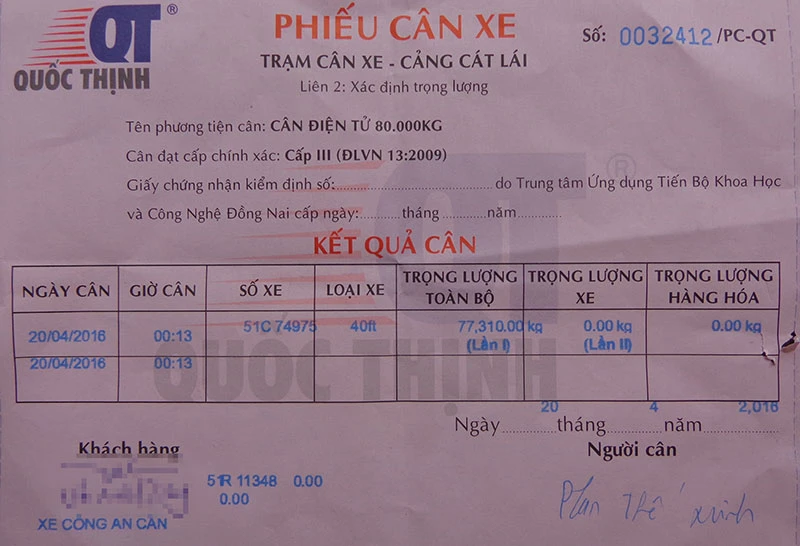 QT®
QUỐC THỊNH
PHIẾU CÂN XE
Số: 0032412/PC-QT
TRẠM CÂN XE - CẢNG CÁT LÁI
Liên 2: Xác định trọng lượng
Tên phương tiện cân: CÂN ĐIỆN TỬ 80.000KG
Cân đạt cấp chính xác: Cấp III (ĐLVN 13:2009)
Giấy chứng nhận kiểm định số:.......... do Trung tâm Ứng dụng Tiến Bộ Khoa Học
và Công Nghệ Đồng Nai cấp ngày:.......... tháng..........năm..........
KẾT QUẢ CÂN
NGÀY CÂN GIỜ CÂN SỐ XE LOẠI XE TRỌNG LƯỢNG TOÀN BỘ TRỌNG LƯỢNG XE TRỌNG LƯỢNG HÀNG HÓA
20/04/2016 00:13 51C 74975 40ft 77,310.00 kg (Lần I) 0.00 kg (Lần II) 0.00 kg
20/04/2016 00:13
QT®
QUỐC THỊNH
Ngày 20 tháng 4 năm 2,016
Khách hàng
Người cân
51R 11348 0.00
0.00
XE CÔNG AN CÂN
Phan Thế